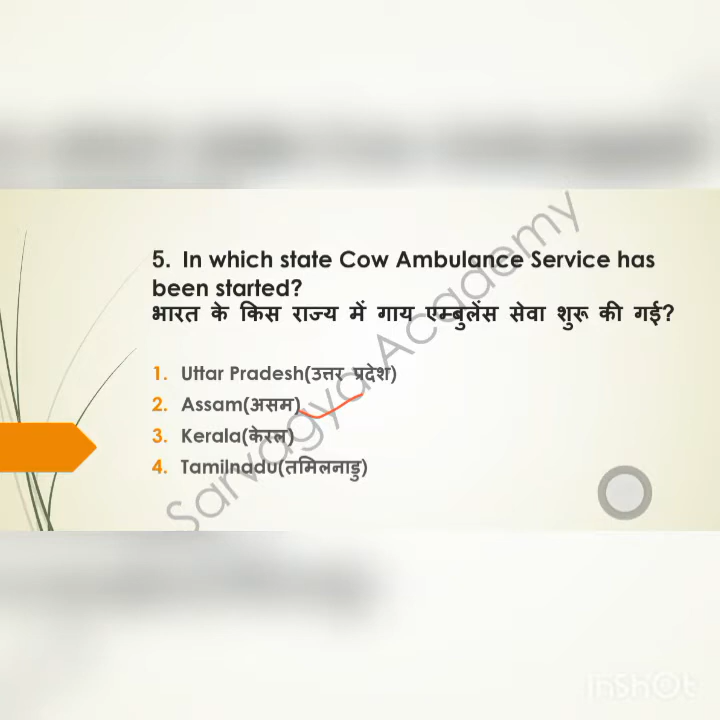 5. In which state Cow Ambulance Service has
been started?
भारत के किस राज्य में गाय एम्बुलेंस सेवा शुरू की गई?
1. Uttar Pradesh(उत्तर प्रदेश)
2. Assam(असम)
3. Kerala(केरल)
4. Tamilnadu(तमिलनाडु)
Sarvagya Academy
InShOt